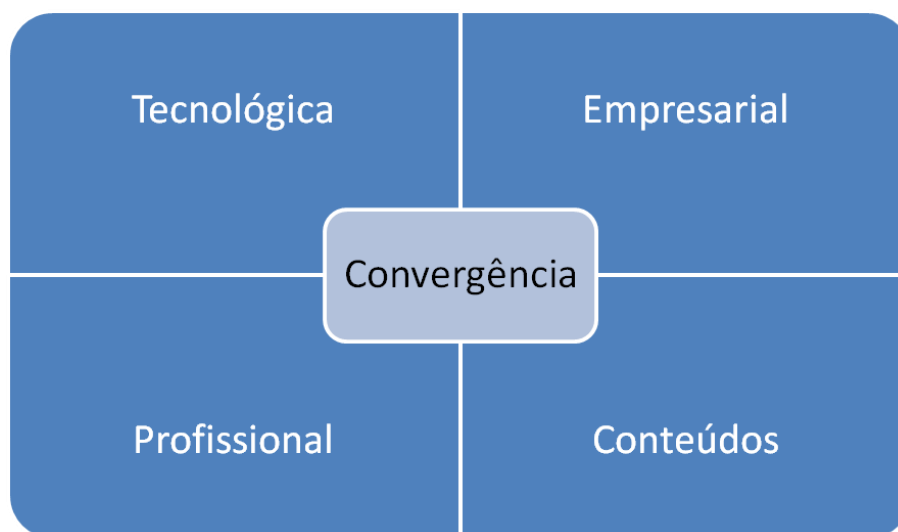 Tecnológica
Empresarial
Convergência
Profissional
Conteúdos